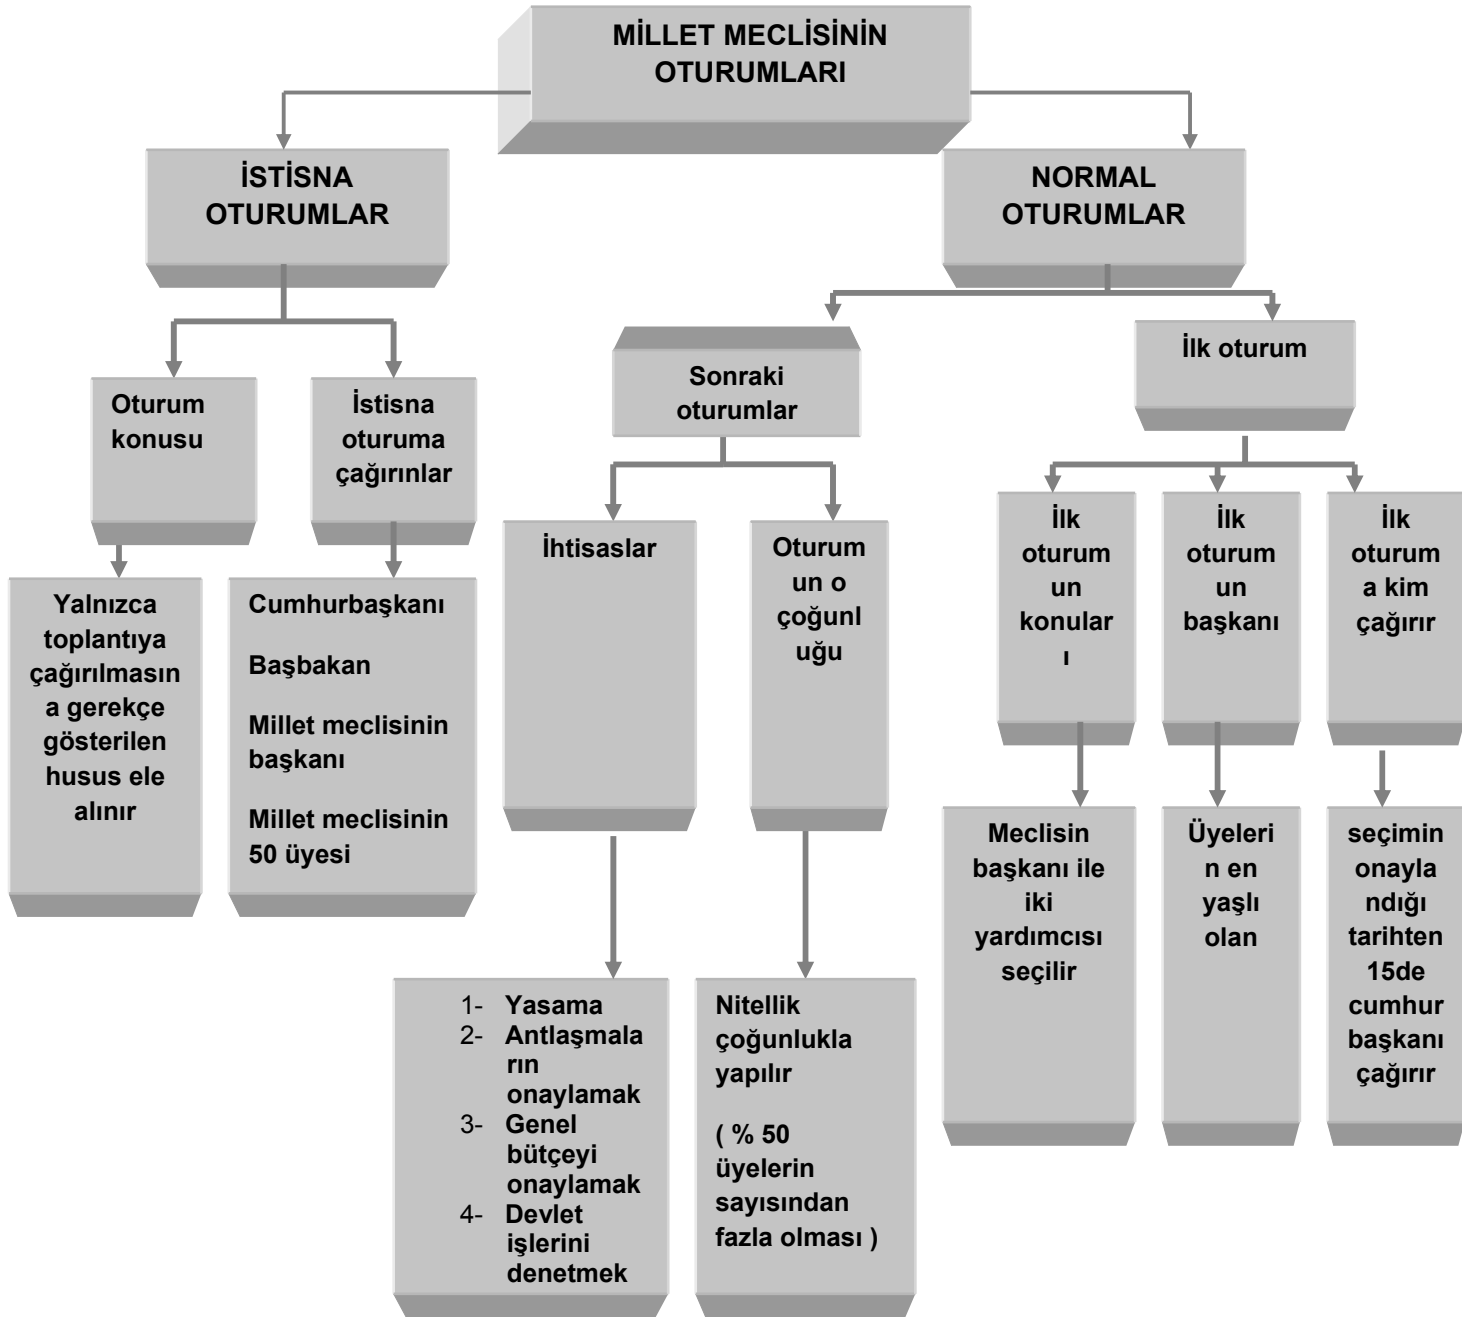 MİLLET MECLİSİNİN
OTURUMLARI
İSTİSNA
OTURUMLAR
NORMAL
OTURUMLAR
Oturum
konusu
İstisna
oturuma
çağırınlar
Sonraki
oturumlar
İlk oturum
Yalnızca
toplantıya
çağırılmasın
a gerekçe
gösterilen
husus ele
alınır
Cumhurbaşkanı
Başbakan
Millet meclisinin
başkanı
Millet meclisinin
50 üyesi
İhtisaslar
Oturum
un o
çoğunl
uğu
İlk
oturum
un
konular
ı
İlk
oturum
un
başkanı
İlk
oturum
a kim
çağırır
1- Yasama
2- Antlaşmala
rın
onaylamak
3- Genel
bütçeyi
onaylamak
4- Devlet
işlerini
denetmek
Nitellik
çoğunlukla
yapılır
( % 50
üyelerin
sayısından
fazla olması )
Meclisin
başkanı ile
iki
yardımcısı
seçilir
Üyeleri
n en
yaşlı
olan
seçimin
onayla
ndığı
tarihten
15de
cumhur
başkanı
çağırır